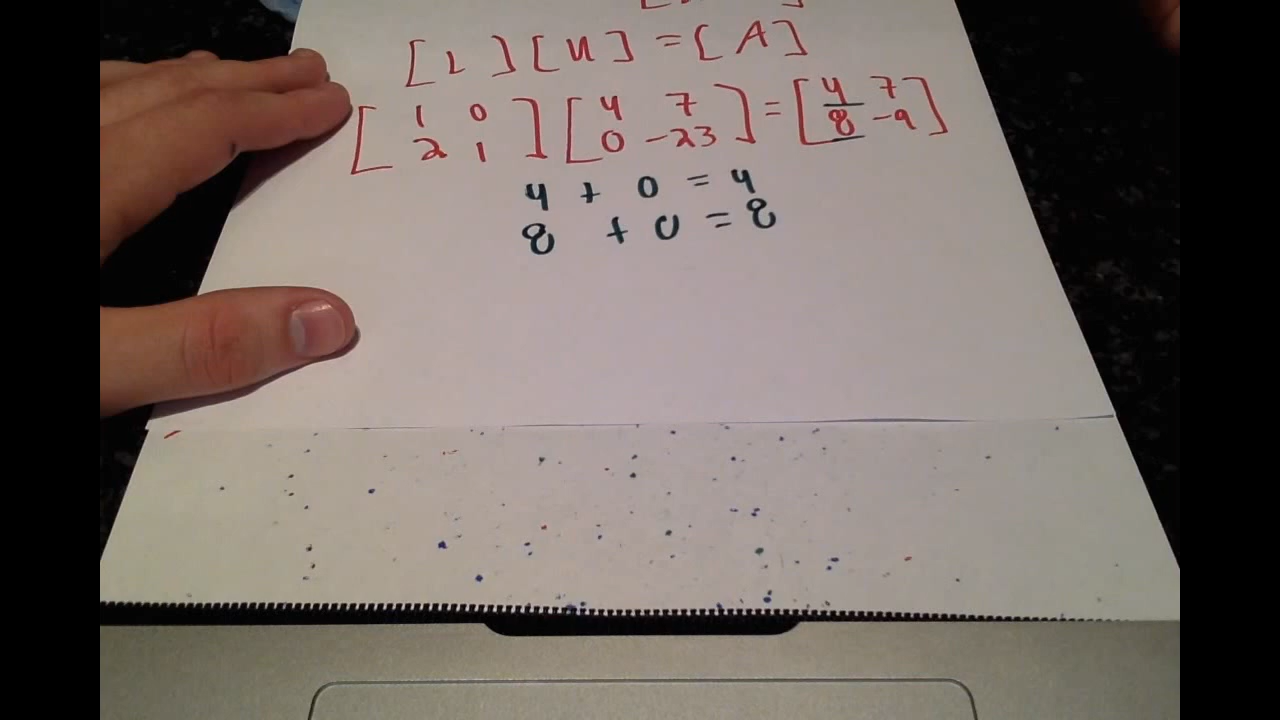 [ L ] [ U ] = [ A ]
[ 1 0 ] [ 4 7 ] = [ 4 7 ]
[ 2 1 ] [ 0 -23 ] = [ 8 -9 ]
4 + 0 = 4
8 + 0 = 8